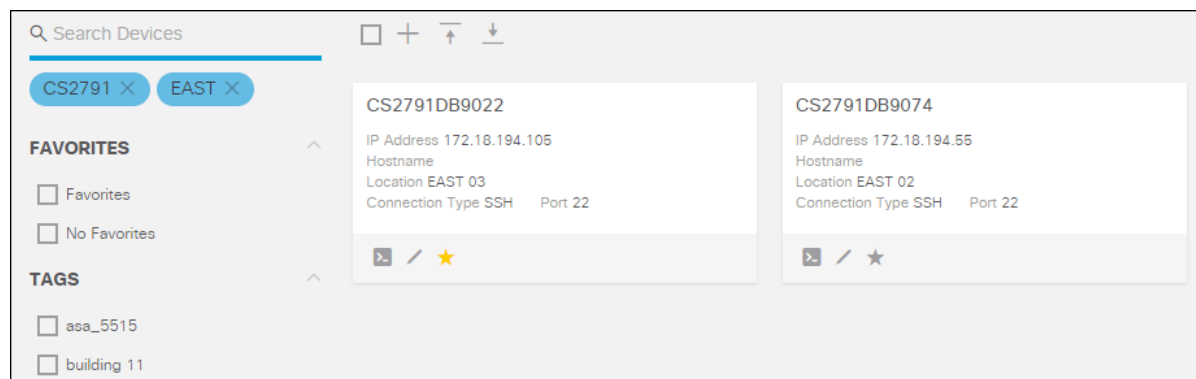 Search Devices
CS2791 EAST
FAVORITES
Favorites
No Favorites
TAGS
asa_5515
building 11
CS2791DB9022
IP Address 172.18.194.105
Hostname
Location EAST 03
Connection Type SSH Port 22
CS2791DB9074
IP Address 172.18.194.55
Hostname
Location EAST 02
Connection Type SSH Port 22